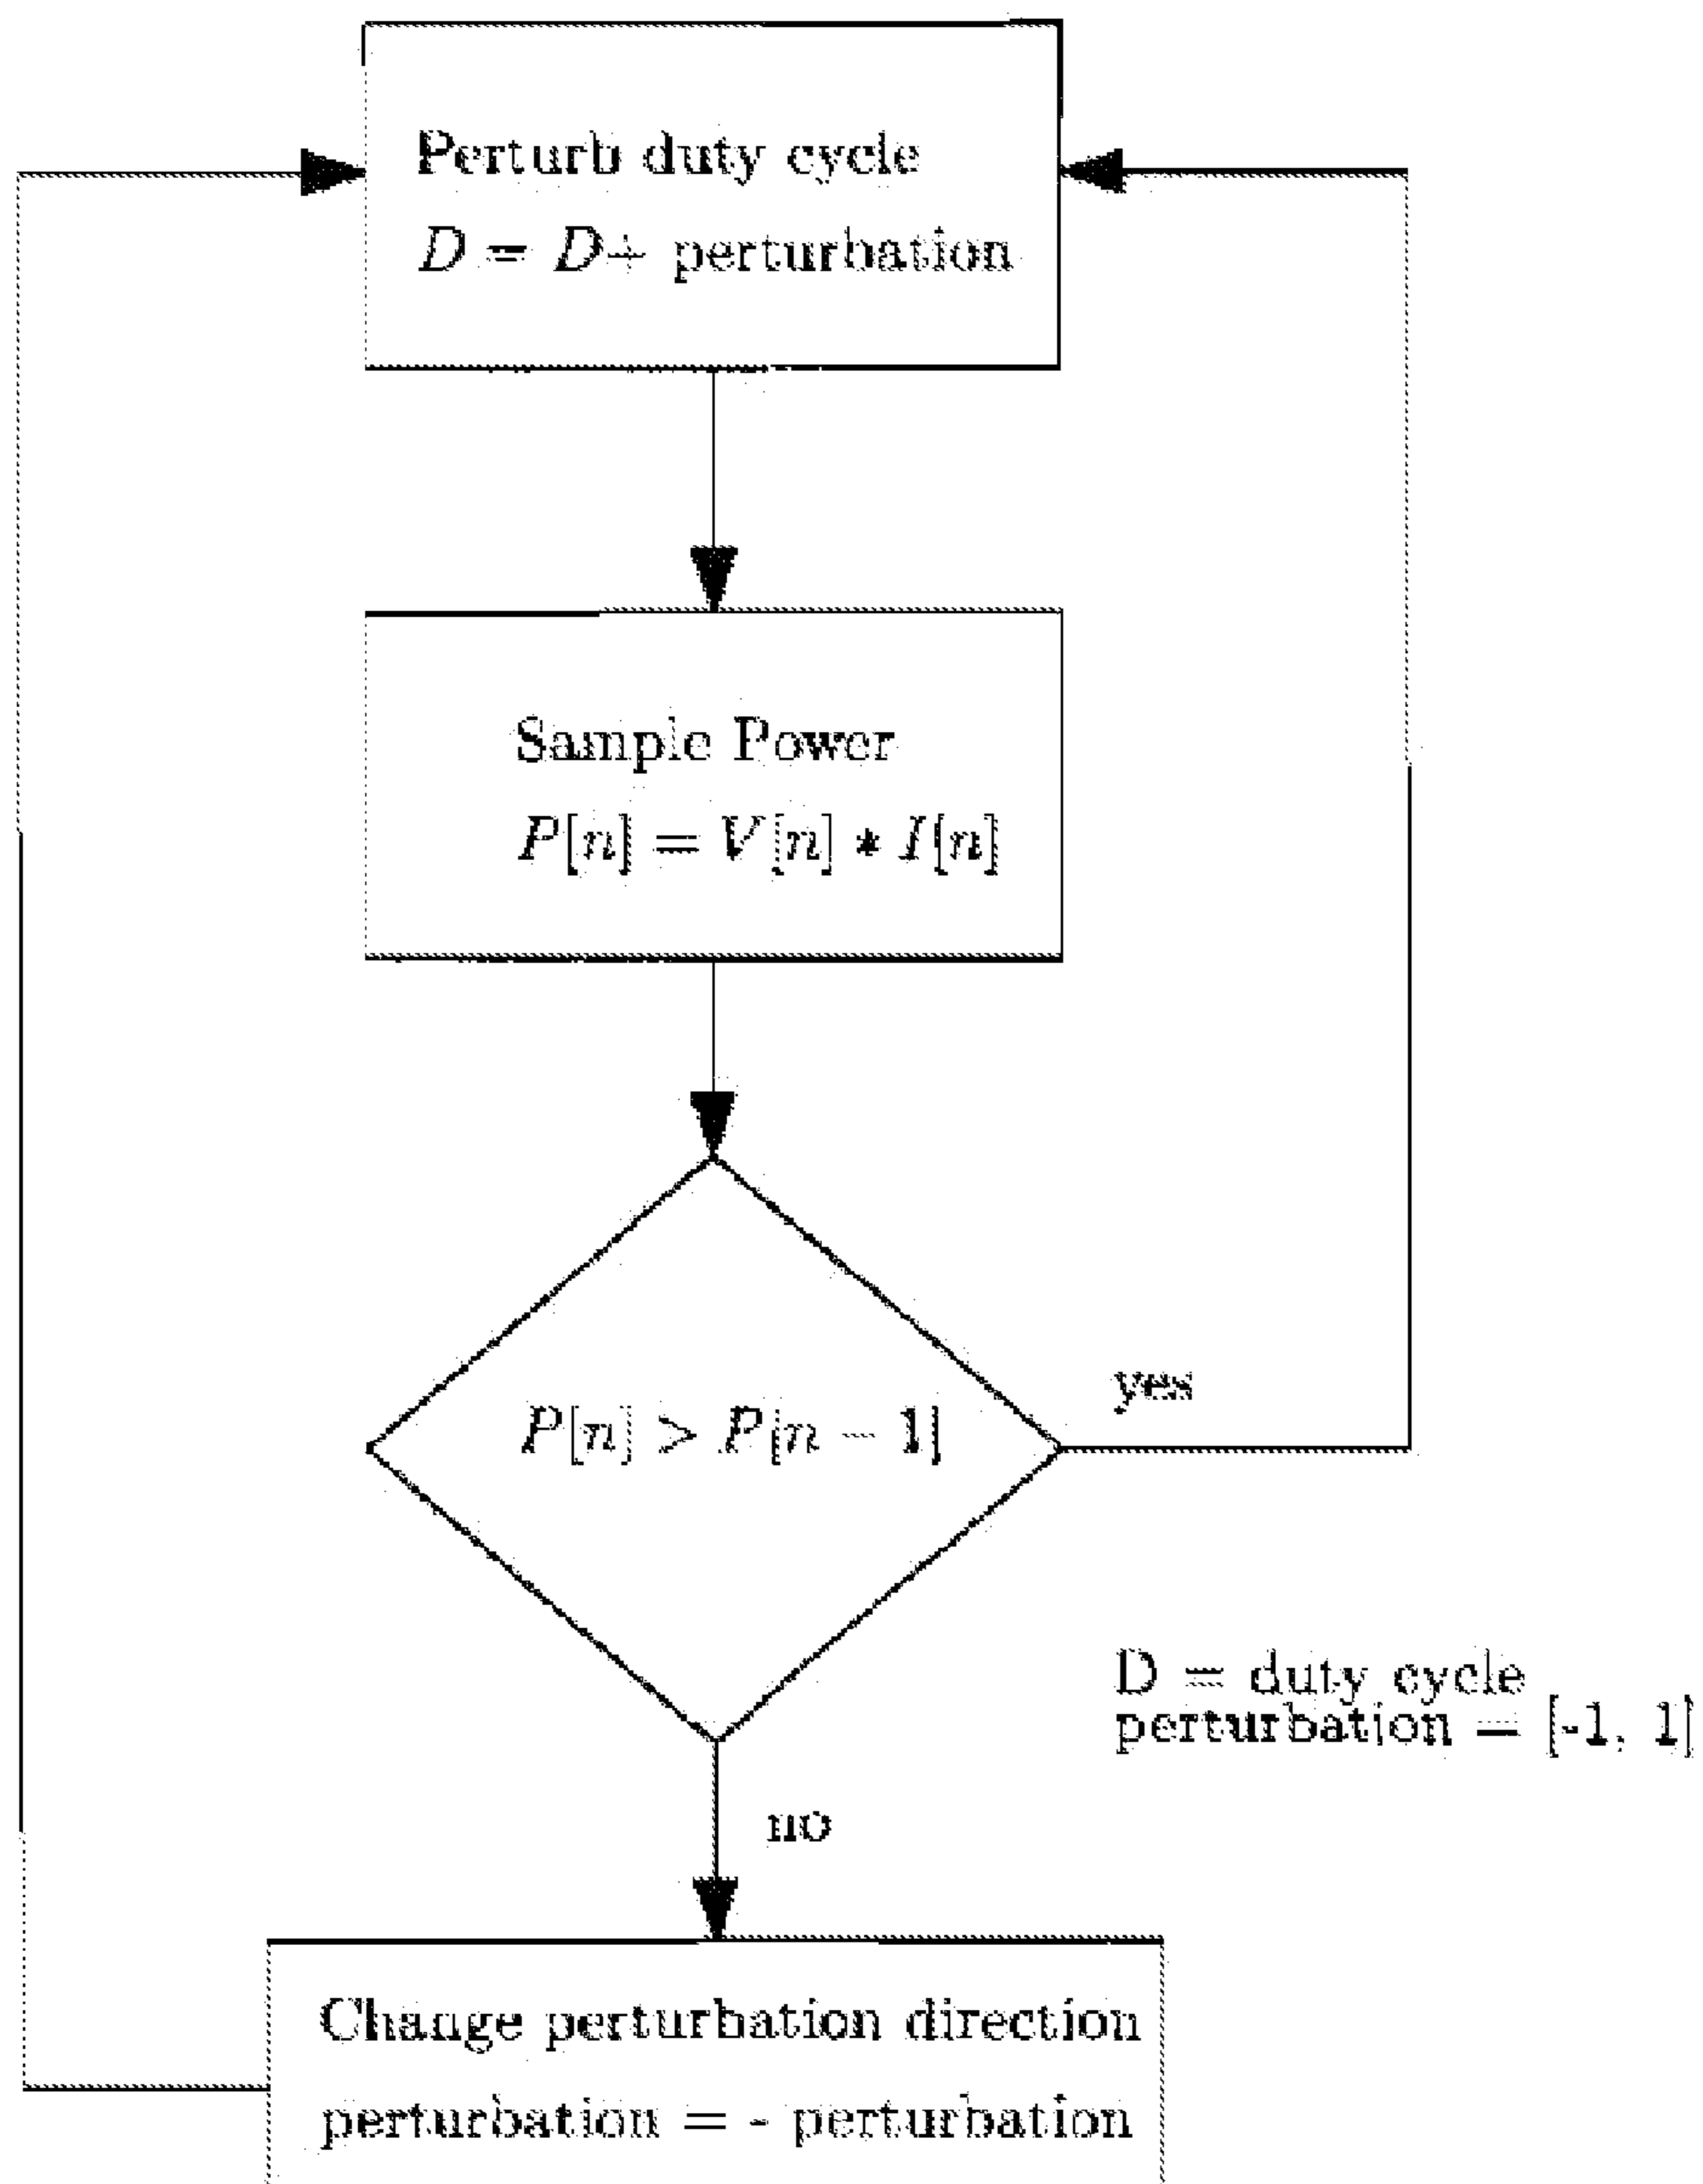 Perturb duty cycle
D = D+ perturbation
Sample Power
P[n] = V[n] * I[n]
P[n] > P[n − 1]
yes
D = duty cycle
perturbation = [-1, 1]
no
Change perturbation direction
perturbation = - perturbation